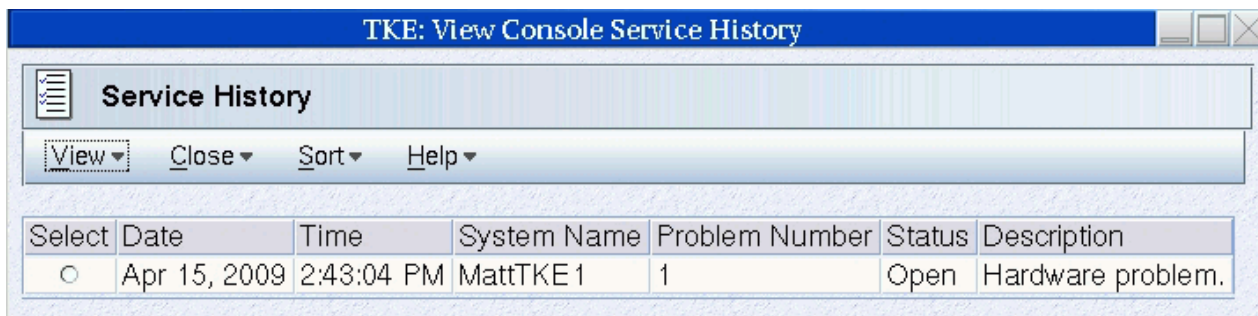 TKE: View Console Service History
Service History
View Close Sort Help
Select Date Time System Name Problem Number Status Description
Apr 15, 2009 2:43:04 PM MattTKE1 1 Open Hardware problem.